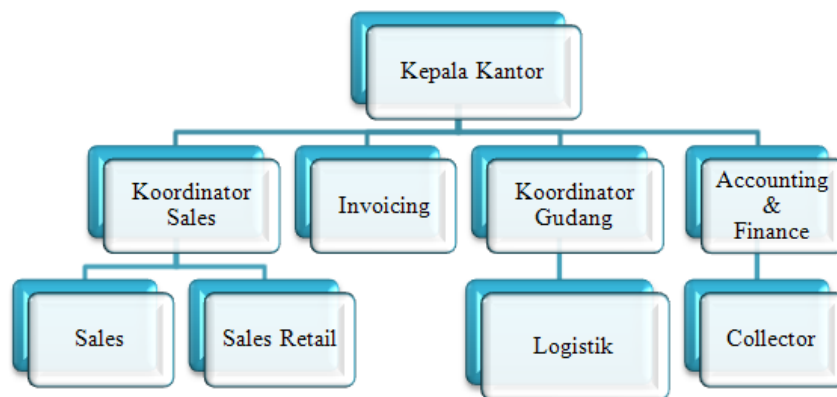 Kepala Kantor
Koordinator
Sales
Invoicing
Koordinator
Gudang
Accounting
&
Finance
Sales
Sales Retail
Logistik
Collector